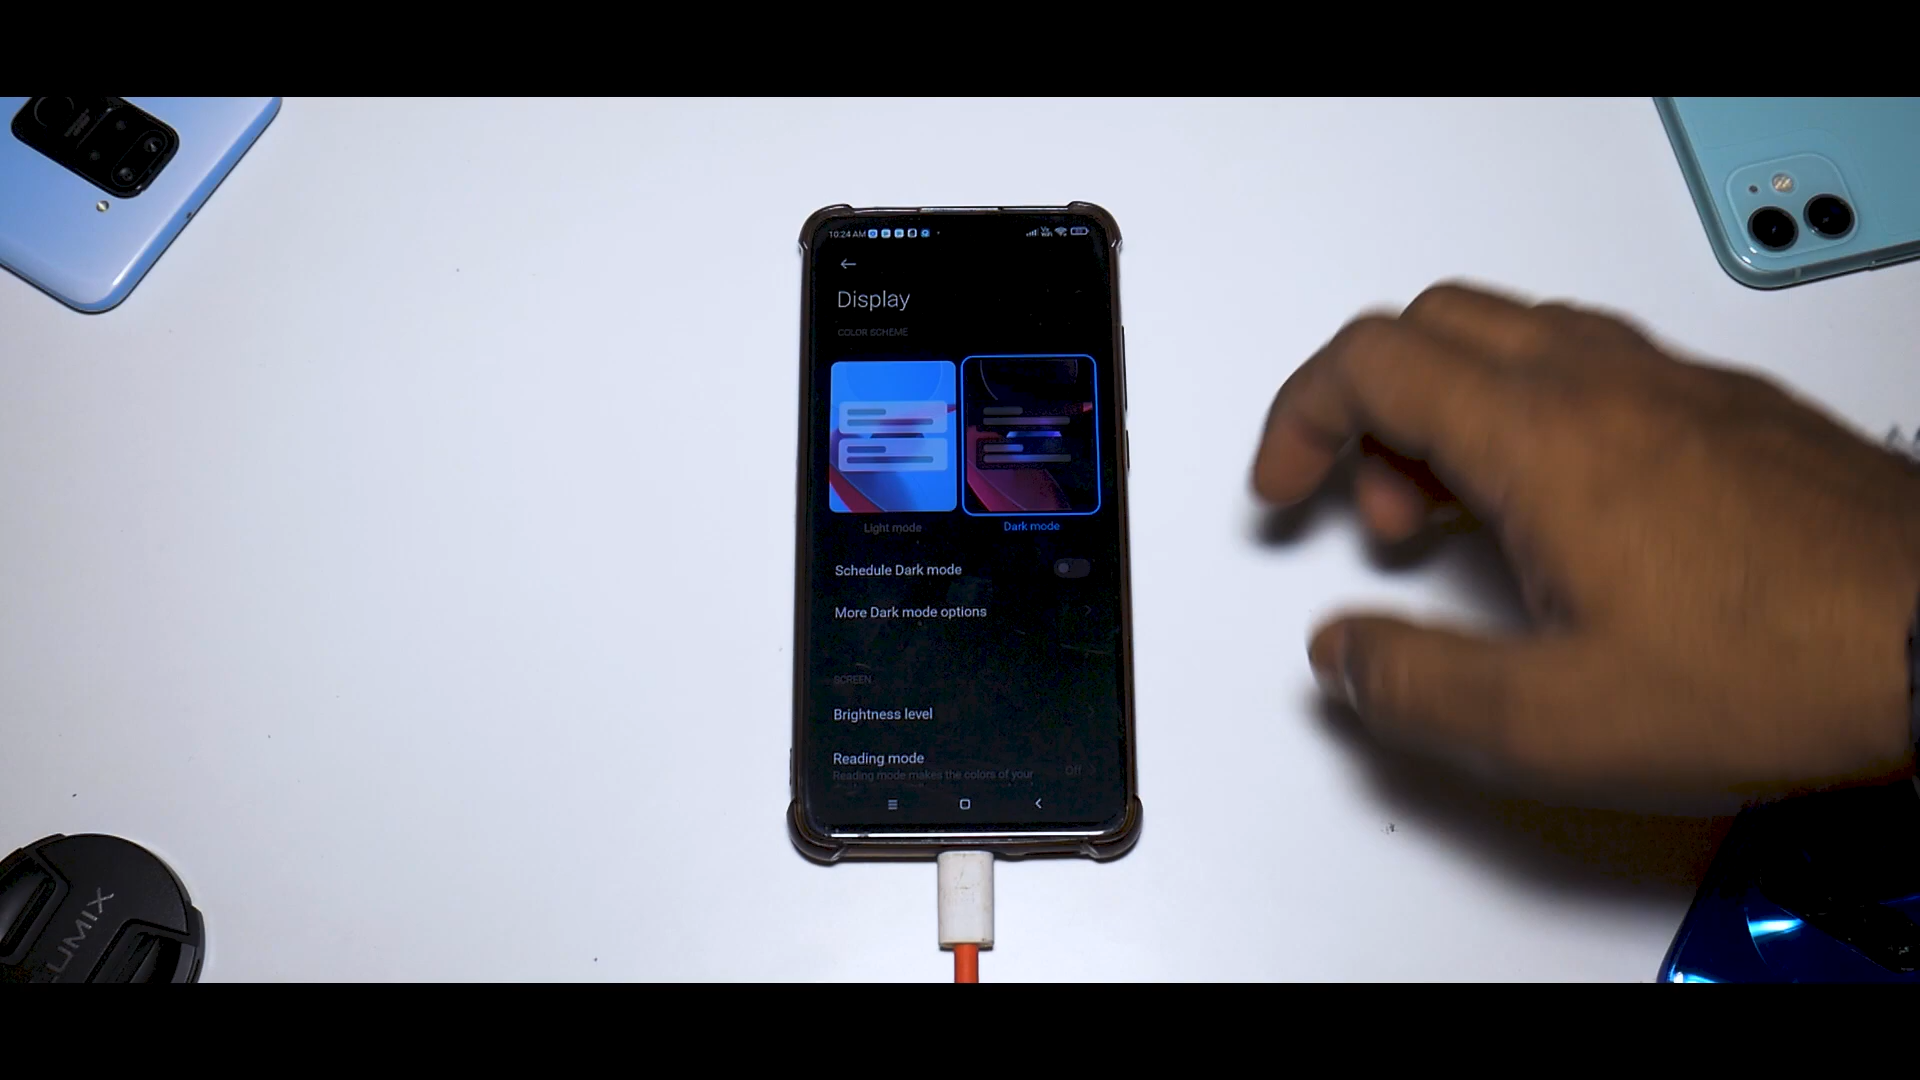 10:24 AM
Display
COLOR SCHEME
Light mode
Dark mode
Schedule Dark mode
More Dark mode options
SCREEN
Brightness level
Reading mode
Reading mode makes the colors of your
Off
LUMIX